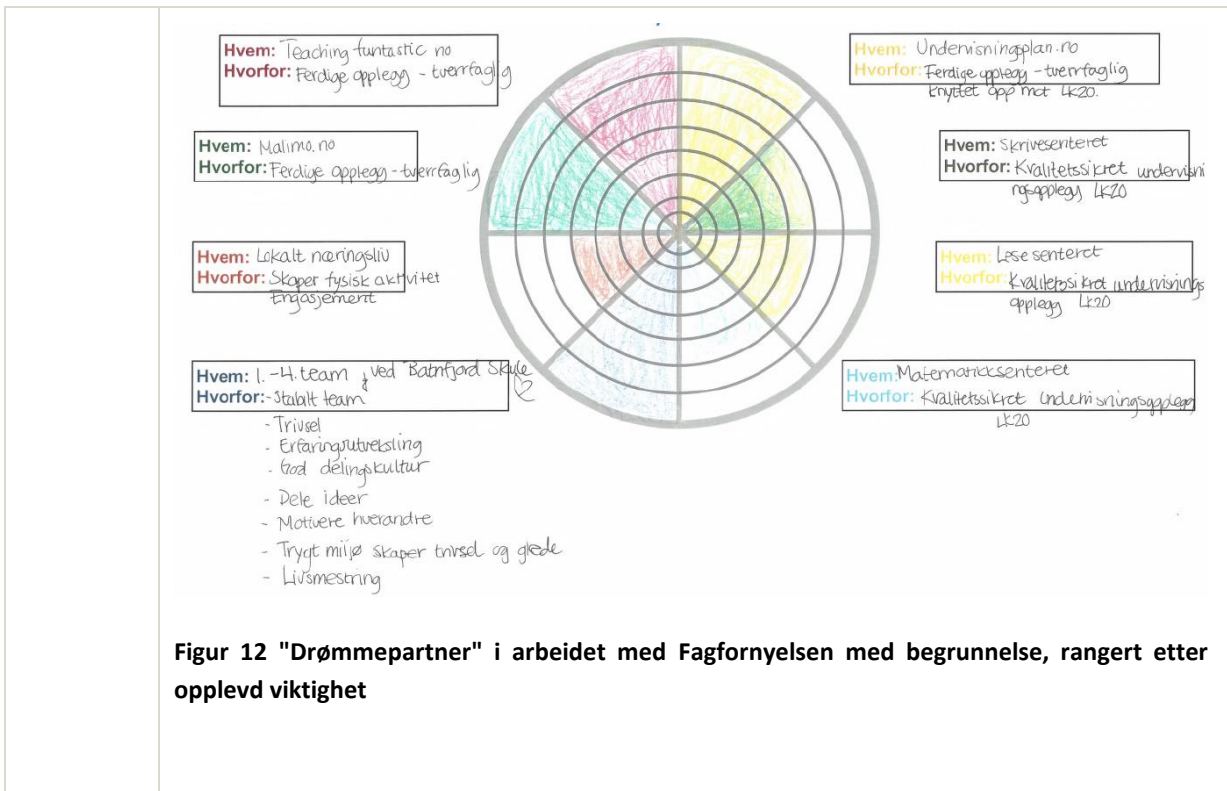 Hvem: Teaching funtastic no
Hvorfor: Ferdige opplegg - tverrfaglig
Hvem: Malimo.no
Hvorfor: Ferdige opplegg - tverrfaglig
Hvem: Lokalt næringsliv
Hvorfor: Skaper fysisk aktivitet
Engasjement
Hvem: 1.-4. team ved Batnfjord Skule
Hvorfor: - Stabilt team
- Trivsel
- Erfaringsutveksling
- God delingskultur
- Dele ideer
- Motivere hverandre
- Trygt miljø skaper trivsel og glede
- Livsmestring
Hvem: Undervisningplan.no
Hvorfor: Ferdige opplegg - tverrfaglig
knyttet opp mot LK20.
Hvem: Skrivesenteret
Hvorfor: Kvalitetssikret undervisni
ngsopplegg LK20
Hvem: Lesesenteret
Hvorfor: Kvalitetssikret undervisnings
opplegg LK20
Hvem: Matematikksenteret
Hvorfor: Kvalitetssikret undervisningsopplegg
LK20
Figur 12 "Drømmepartner" i arbeidet med Fagfornyelsen med begrunnelse, rangert etter
opplevd viktighet